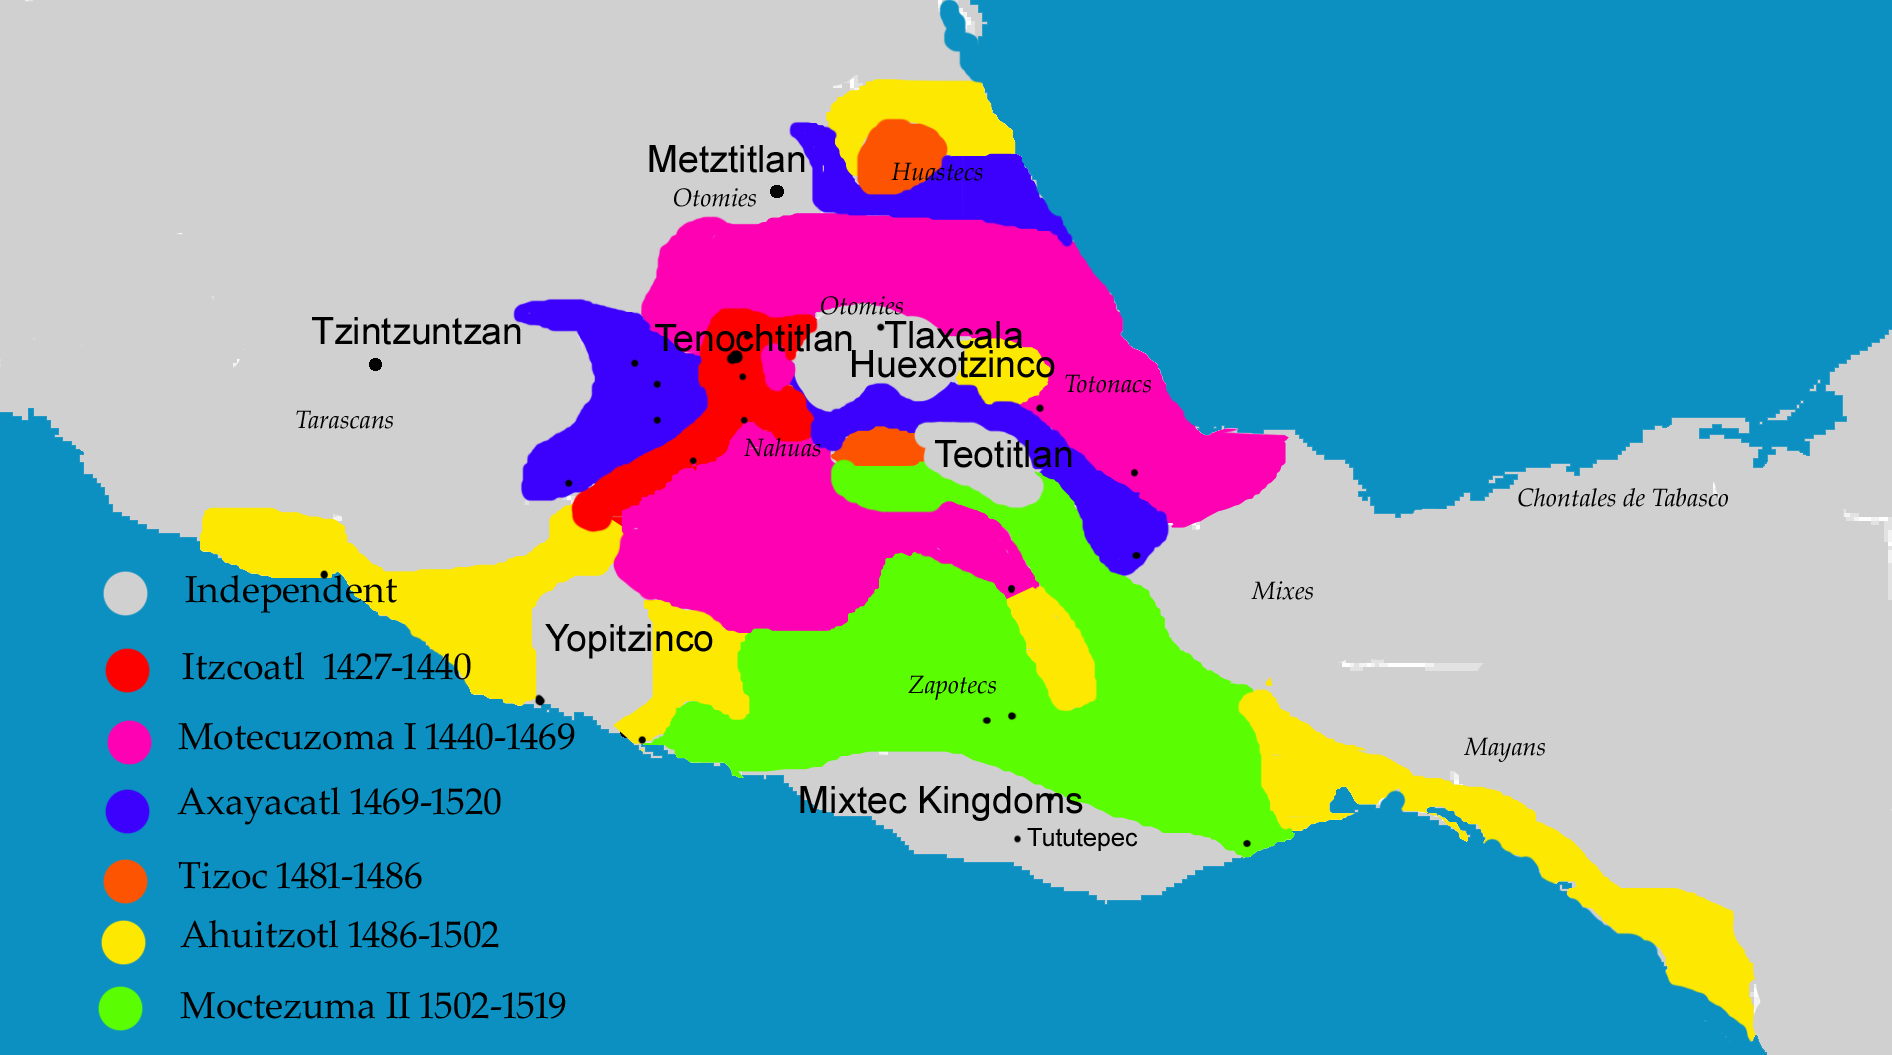 Metztitlan
Huastecs
Otomies
Otomies
Tzintzuntzan
Tenochtitlan
Tlaxcala
Huexotzinco
Totonacs
Tarascans
Nahuas
Teotitlan
Chontales de Tabasco
Mixes
Yopitzinco
Zapotecs
Mayans
Mixtec Kingdoms
Tututepec
Independent
Itzcoatl 1427-1440
Motecuzoma I 1440-1469
Axayacatl 1469-1520
Tizoc 1481-1486
Ahuitzotl 1486-1502
Moctezuma II 1502-1519